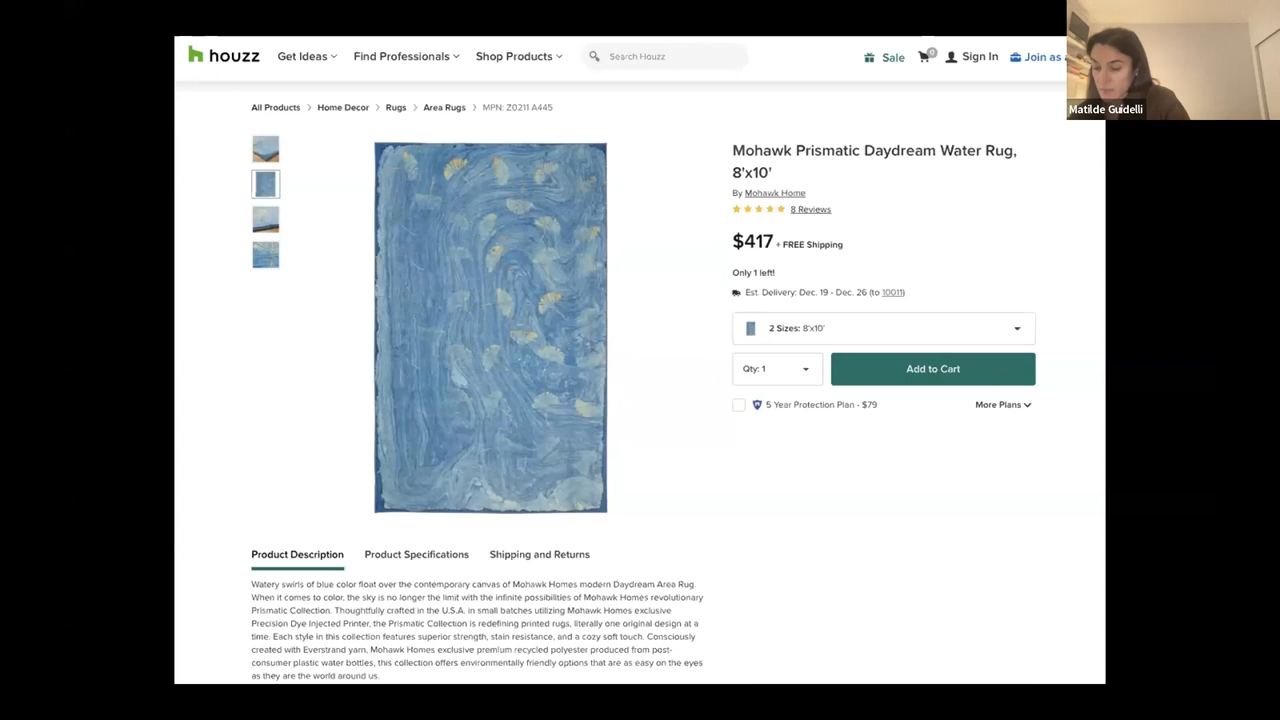 houzz
Get Ideas
Find Professionals
Shop Products
Search Houzz
Sale
0
Sign In
Join as
Matilde Guidelli
All Products > Home Decor > Rugs > Area Rugs > MPN: Z0211 A445
Mohawk Prismatic Daydream Water Rug,
8'x10'
By Mohawk Home
8 Reviews
$417 + FREE Shipping
Only 1 left!
Est. Delivery: Dec. 19 - Dec. 26 (to 10011)
2 Sizes: 8'x10'
Qty: 1
Add to Cart
5 Year Protection Plan - $79
More Plans
Product Description
Product Specifications
Shipping and Returns
Watery swirls of blue color float over the contemporary canvas of Mohawk Homes modern Daydream Area Rug.
When it comes to color, the sky is no longer the limit with the infinite possibilities of Mohawk Homes revolutionary
Prismatic Collection. Thoughtfully crafted in the U.S.A. in small batches utilizing Mohawk Homes exclusive
Precision Dye Injected Printer, the Prismatic Collection is redefining printed rugs, literally one original design at a
time. Each style in this collection features superior strength, stain resistance, and a cozy soft touch. Consciously
created with Everstrand yarn, Mohawk Homes exclusive premium recycled polyester produced from post-
consumer plastic water bottles, this collection offers environmentally friendly options that are as easy on the eyes
as they are the world around us.